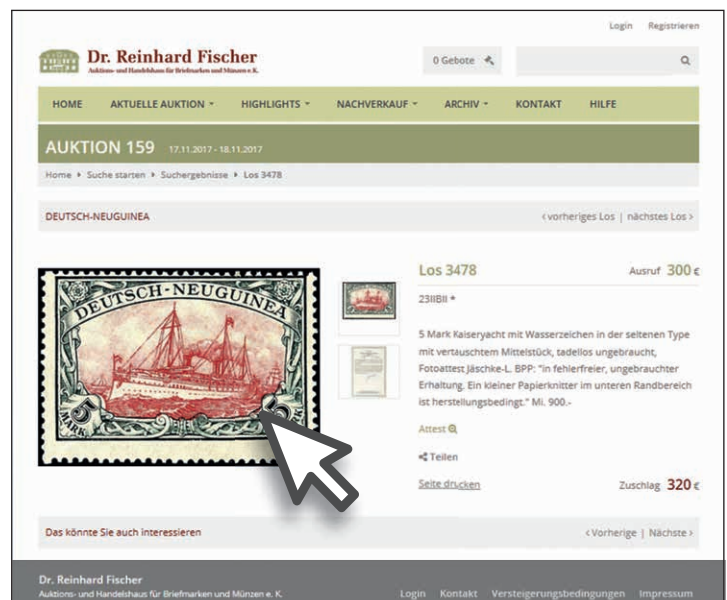 Login Registrieren
Dr. Reinhard Fischer
Auktions- und Handelshaus für Briefmarken und Münzen e. K.
0 Gebote
HOME AKTUELLE AUKTION HIGHLIGHTS NACHVERKAUF ARCHIV KONTAKT HILFE
AUKTION 159 17.11.2017 - 18.11.2017
Home Suche starten Suchergebnisse Los 3478
DEUTSCH-NEUGUINEA ‹ vorheriges Los | nächstes Los ›
DEUTSCH-NEUGUINEA
5 MARK
Los 3478 Ausruf 300 €
23IIBII *
5 Mark Kaiseryacht mit Wasserzeichen in der seltenen Type
mit vertauschtem Mittelstück, tadellos ungebraucht,
Fotoattest Jäschke-L. BPP: "in fehlerfreier, ungebrauchter
Erhaltung. Ein kleiner Papierknitter im unteren Randbereich
ist herstellungsbedingt." Mi. 900.-
Attest
Teilen
Seite drucken Zuschlag 320 €
Das könnte Sie auch interessieren ‹ Vorherige | Nächste ›
Dr. Reinhard Fischer
Auktions- und Handelshaus für Briefmarken und Münzen e. K.
Login Kontakt Versteigerungsbedingungen Impressum